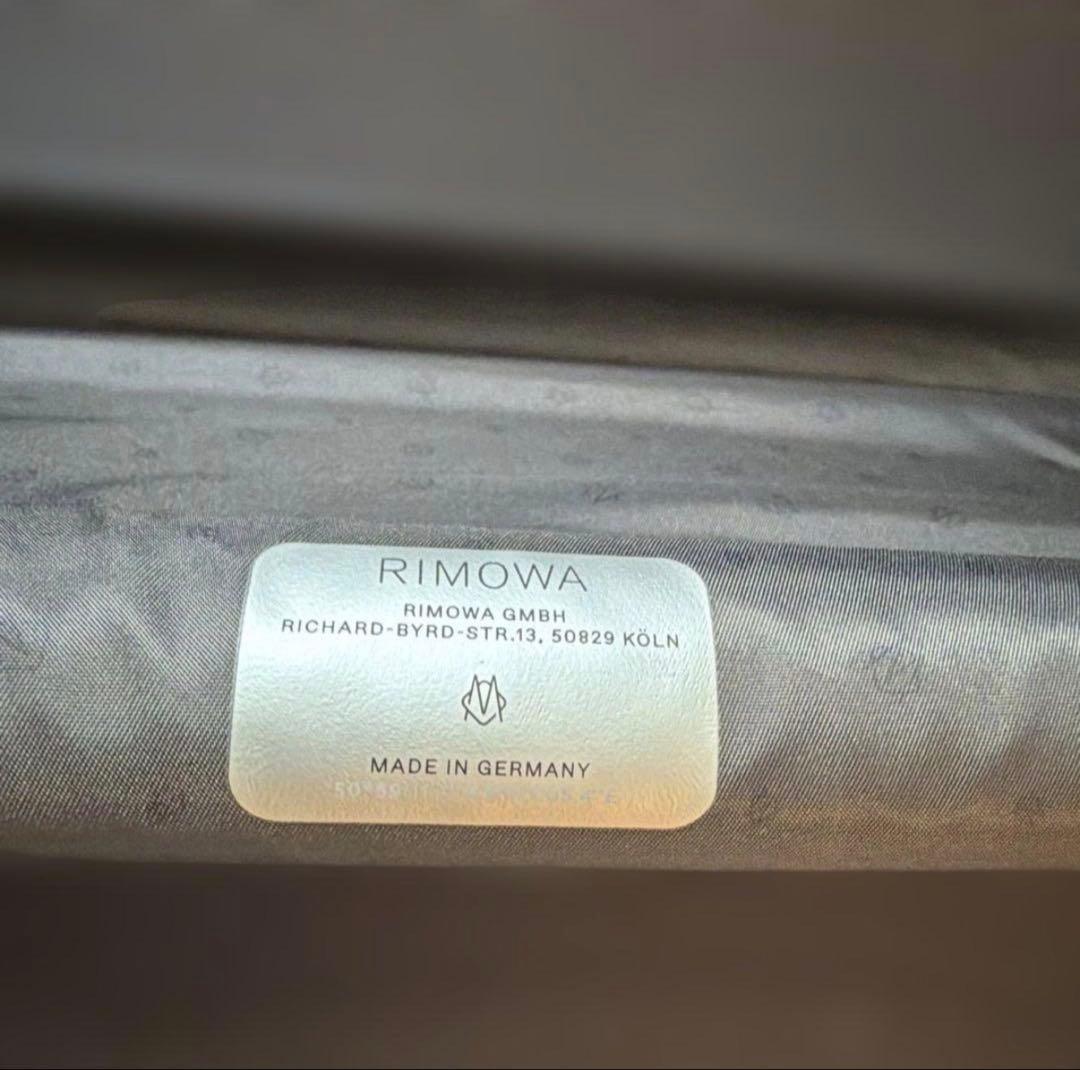 RIMOWA
RIMOWA GMBH
RICHARD-BYRD-STR.13, 50829 KÖLN
MADE IN GERMANY